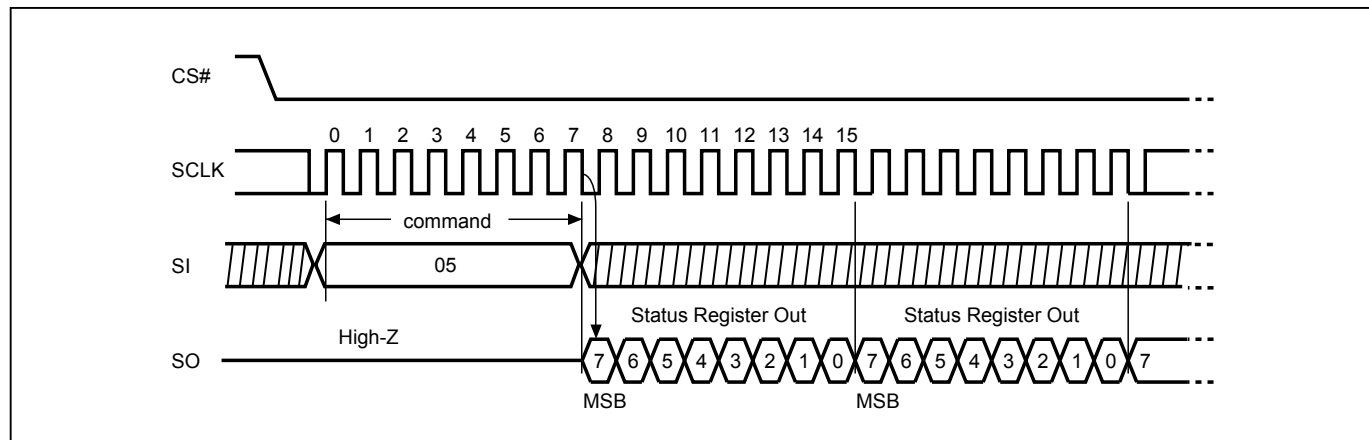 CS#
0 1 2 3 4 5 6 7 8 9 10 11 12 13 14 15
SCLK
command
SI
05
Status Register Out Status Register Out
High-Z
SO
7 6 5 4 3 2 1 0 7 6 5 4 3 2 1 0 7
MSB MSB